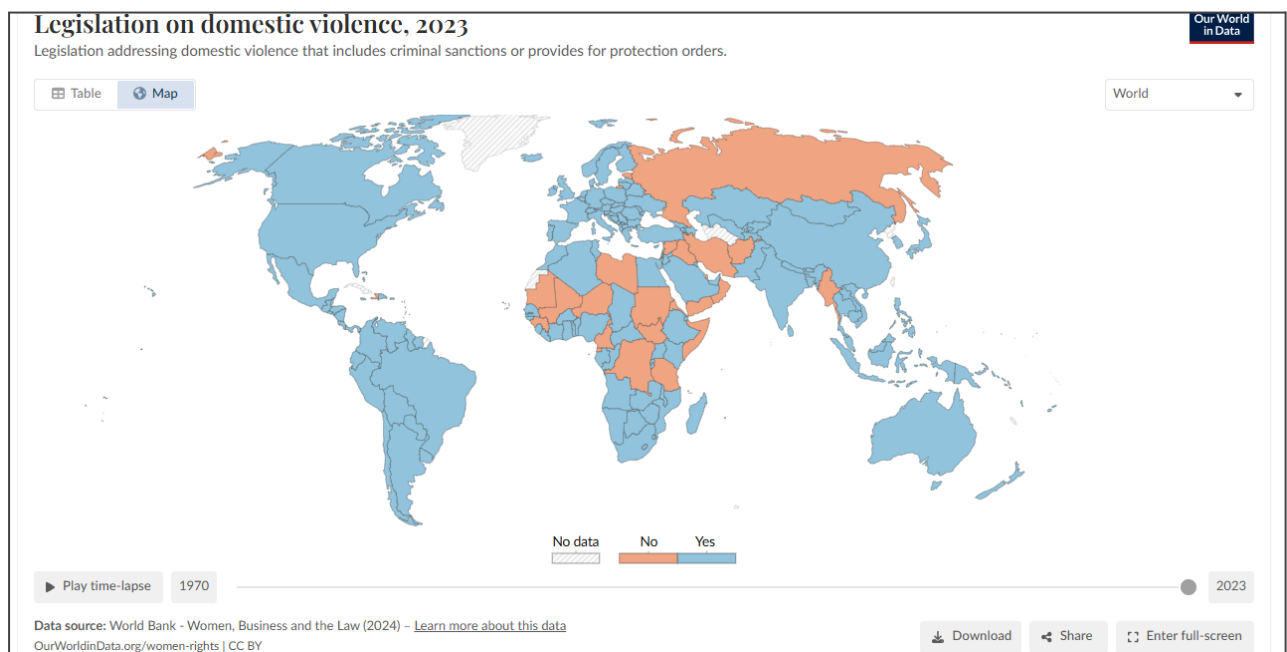 Legislation on domestic violence, 2023
Our World
in Data
Legislation addressing domestic violence that includes criminal sanctions or provides for protection orders.
Table
Map
World
No data
No
Yes
Play time-lapse
1970
2023
Data source: World Bank - Women, Business and the Law (2024) – Learn more about this data
OurWorldinData.org/women-rights | CC BY
Download
Share
Enter full-screen